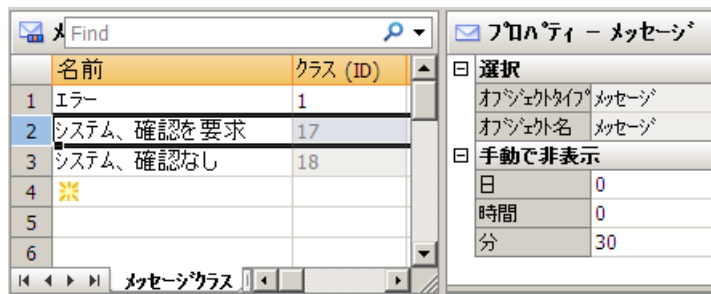 メ Find
名前 クラス (ID)
1 エラー 1
2 システム、確認を要求 17
3 システム、確認なし 18
4
5
6
メッセージクラス
プロパティ - メッセージ
選択
オブジェクトタイプ メッセージ
オブジェクト名 メッセージ
手動で非表示
日 0
時間 0
分 30